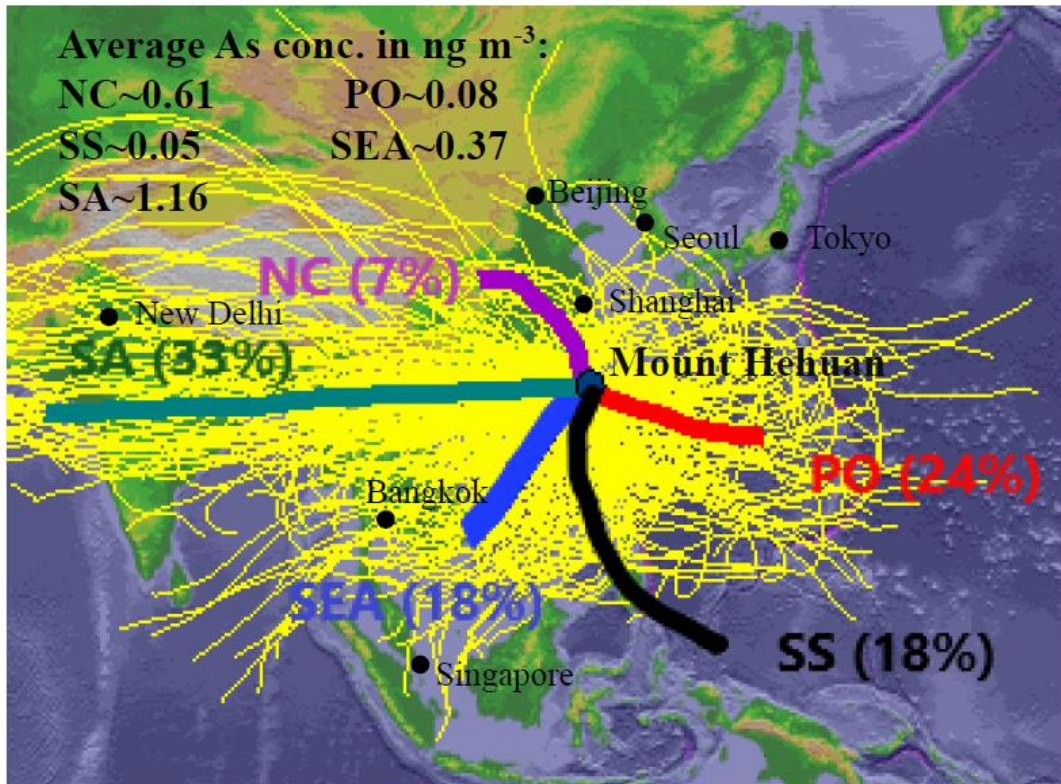 Average As conc. in ng m-3:
NC~0.61 PO~0.08
SS~0.05 SEA~0.37
SA~1.16
Beijing
Seoul
Tokyo
NC (7%)
Shanghai
New Delhi
SA (33%)
Mount Hehuan
PO (24%)
Bangkok
SEA (18%)
SS (18%)
Singapore